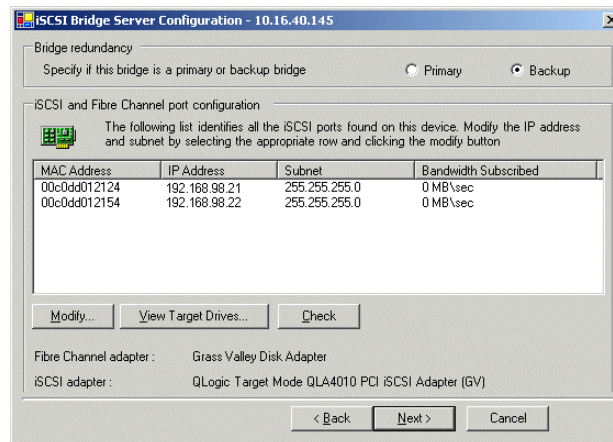 iSCSI Bridge Server Configuration - 10.16.40.145
Bridge redundancy
Specify if this bridge is a primary or backup bridge
Primary
Backup
iSCSI and Fibre Channel port configuration
The following list identifies all the iSCSI ports found on this device. Modify the IP address
and subnet by selecting the appropriate row and clicking the modify button
MAC Address IP Address Subnet Bandwidth Subscribed
00c0dd012124 192.168.98.21 255.255.255.0 0 MB\sec
00c0dd012154 192.168.98.22 255.255.255.0 0 MB\sec
Modify... View Target Drives... Check
Fibre Channel adapter : Grass Valley Disk Adapter
iSCSI adapter : QLogic Target Mode QLA4010 PCI iSCSI Adapter (GV)
< Back Next > Cancel